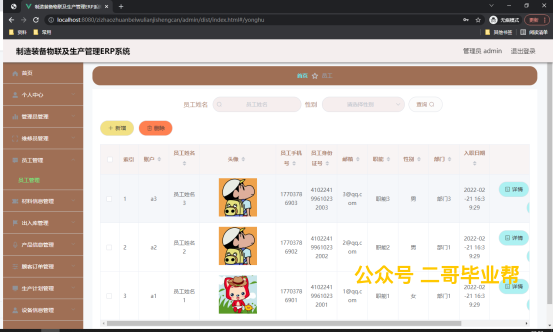 制造装备物联及生产管理ERP系统
localhost:8080/zhizhaozhuanbeiwulianjishengcan/admin/dist/index.html#/yonghu
无痕模式
更新
资料
常用
其他书签
阅读清单
制造装备物联及生产管理ERP系统
管理员 admin
退出登录
首页
个人中心
管理员管理
维修员管理
员工管理
员工管理
材料信息管理
出入库管理
产品信息管理
顾客订单管理
生产计划管理
设备信息管理
首页 ☆ 员工
员工姓名
员工姓名
性别
查询
+ 新增
删除
索引 账户 员工姓名 头像 员工手机号 员工身份证号 邮箱 职能 性别 部门 入职日期
1 a3 员工姓名3 17703786903 410224199610232003 3@qq.com 职能3 男 部门3 2022-02-21 16:39:29 详情
2 a2 员工姓名2 17703786902 410224199610232002 2@qq.com 职能2 男 部门1 2022-02-21 16:39:29 详情
3 a1 员工姓名1 17703786901 410224199610232001 1@qq.com 职能1 女 部门1 2022-02-21 16:39:29 详情
公众号 二哥毕业帮